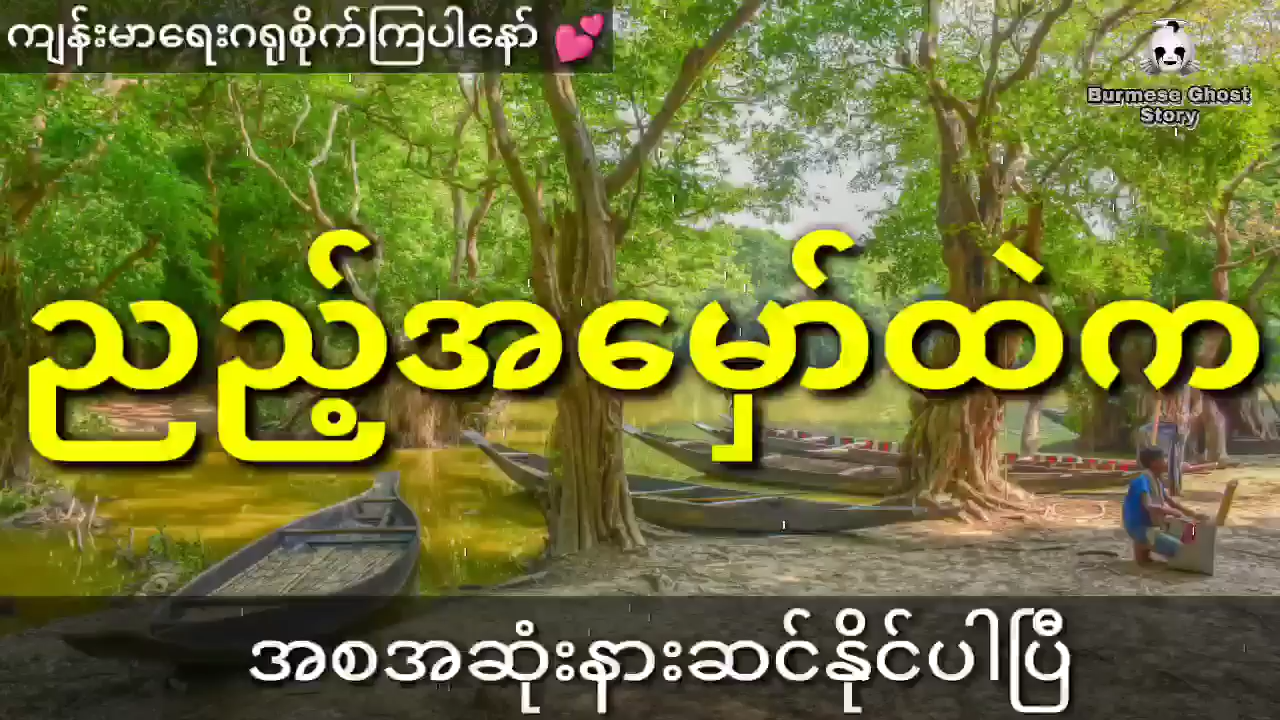 ကျန်းမာရေးဂရုစိုက်ကြပါနော် 💕
Burmese Ghost
Story
ညည့်အမှော်ထဲက
အစအဆုံးနားဆင်နိုင်ပါပြီ